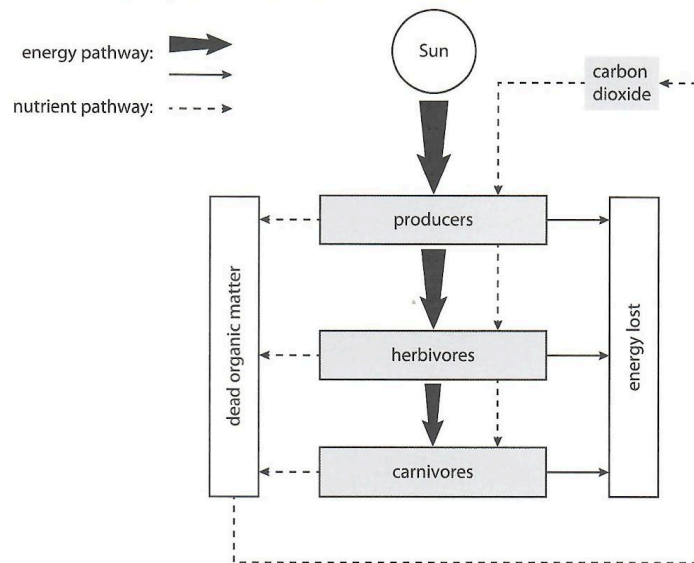 energy pathway:
nutrient pathway:
Sun
carbon
dioxide
producers
dead organic matter
herbivores
energy lost
carnivores